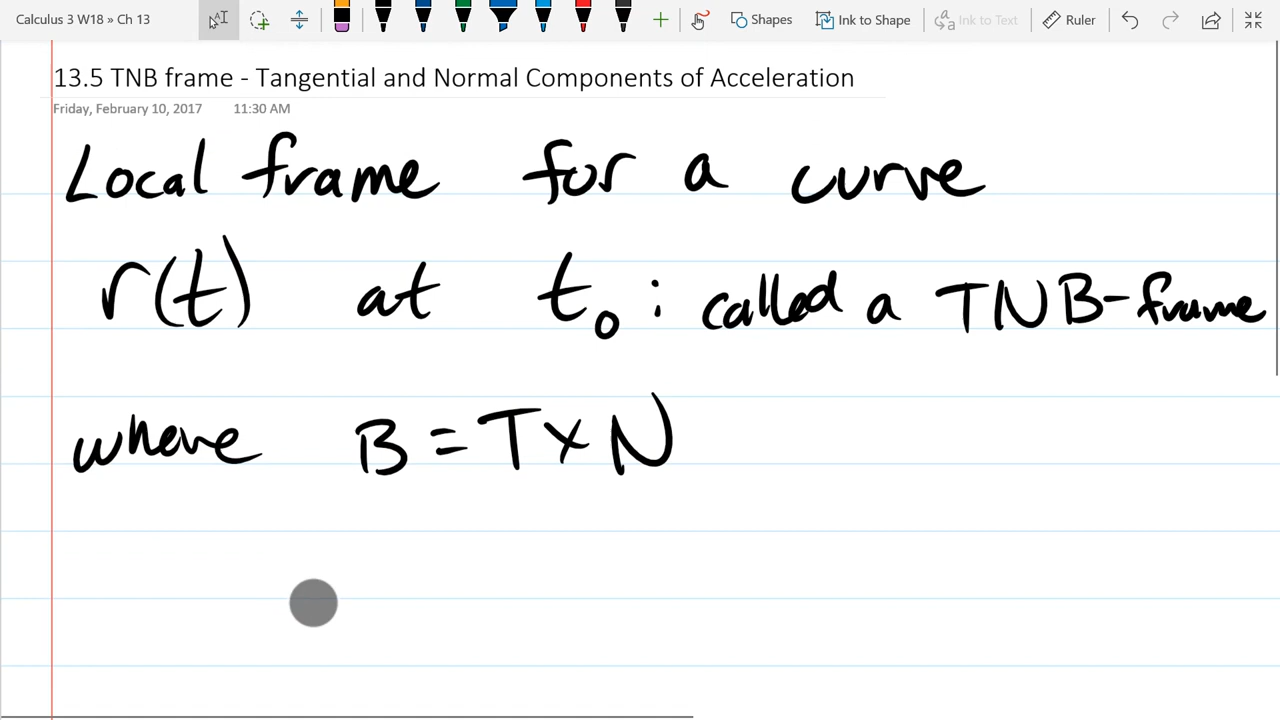 Calculus 3 W18 » Ch 13
Shapes Ink to Shape Ink to Text Ruler
13.5 TNB frame - Tangential and Normal Components of Acceleration
Friday, February 10, 2017 11:30 AM
Local frame for a curve
r(t) at t₀ : called a TNB-frame
where B = T × N